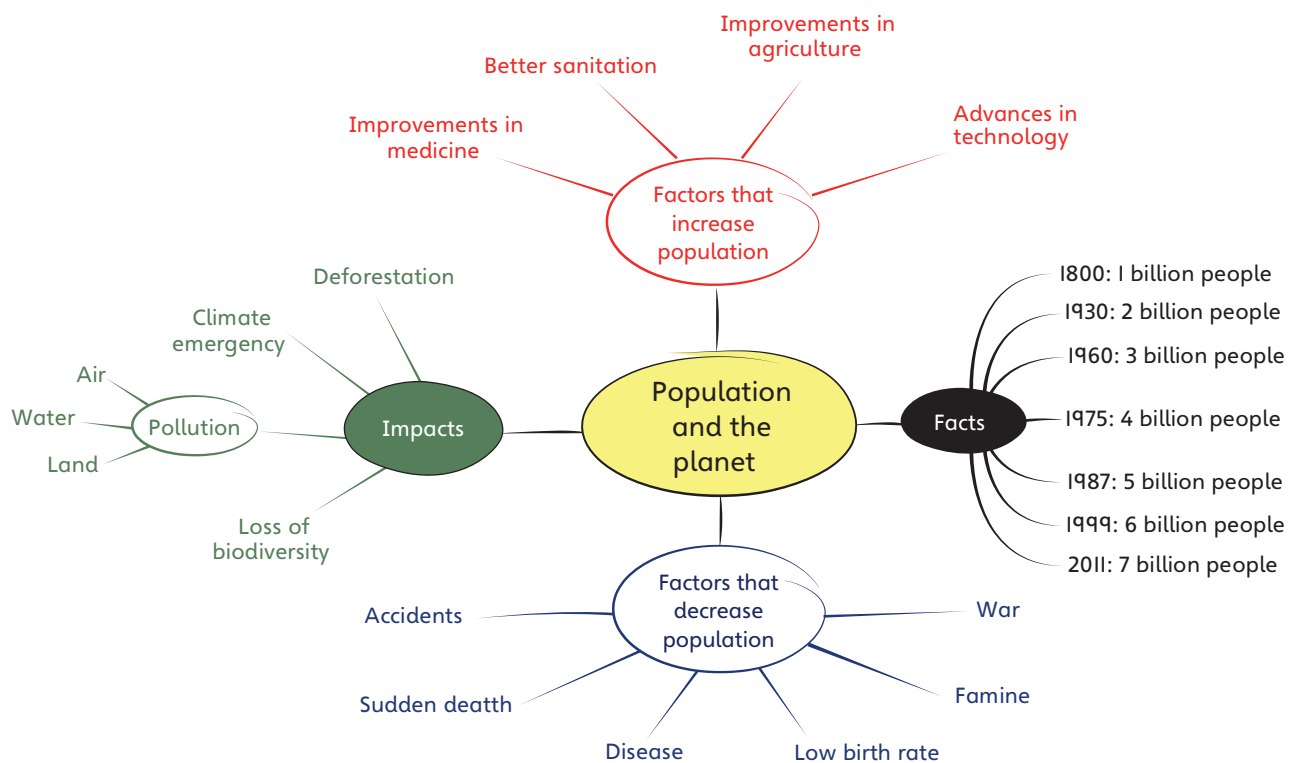 Improvements in
agriculture
Better sanitation
Advances in
technology
Improvements in
medicine
Factors that
increase
population
Deforestation
Climate
emergency
Air
Water
Land
Pollution
Impacts
Loss of
biodiversity
Population
and the
planet
Facts
1800: 1 billion people
1930: 2 billion people
1960: 3 billion people
1975: 4 billion people
1987: 5 billion people
1999: 6 billion people
2011: 7 billion people
Factors that
decrease
population
Accidents
Sudden deatth
Disease
Low birth rate
Famine
War